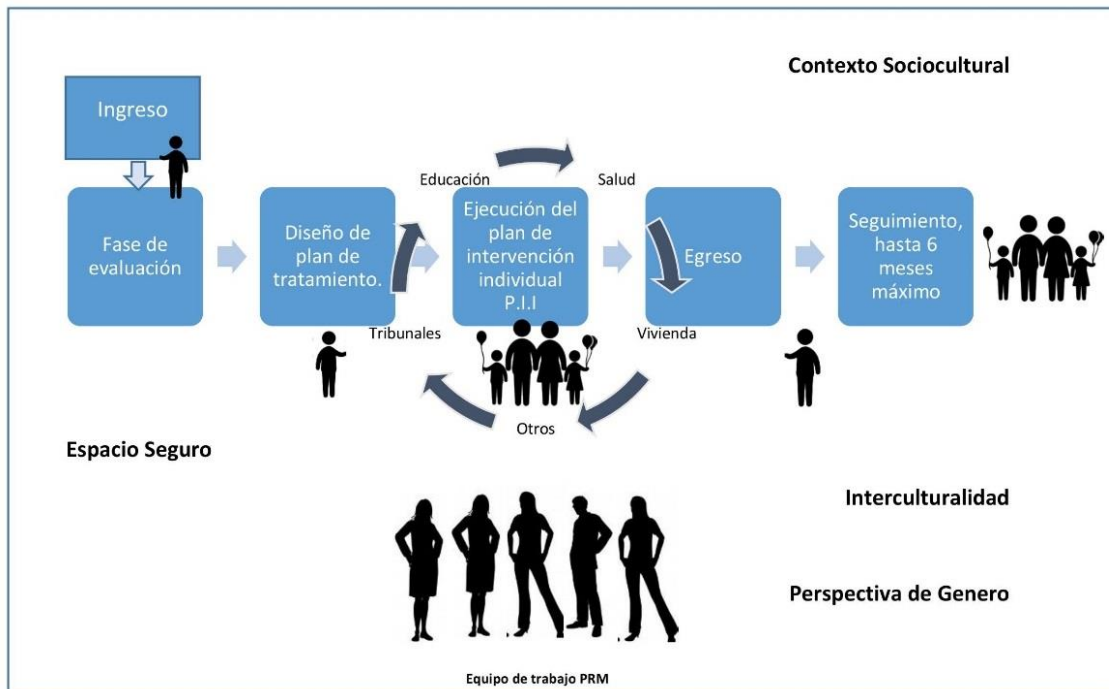 Contexto Sociocultural
Ingreso
Fase de
evaluación
Diseño de
plan de
tratamiento.
Educación
Salud
Ejecución del
plan de
intervención
individual
P.I.I
Egreso
Seguimiento,
hasta 6
meses
máximo
Tribunales
Vivienda
Otros
Espacio Seguro
Interculturalidad
Perspectiva de Genero
Equipo de trabajo PRM